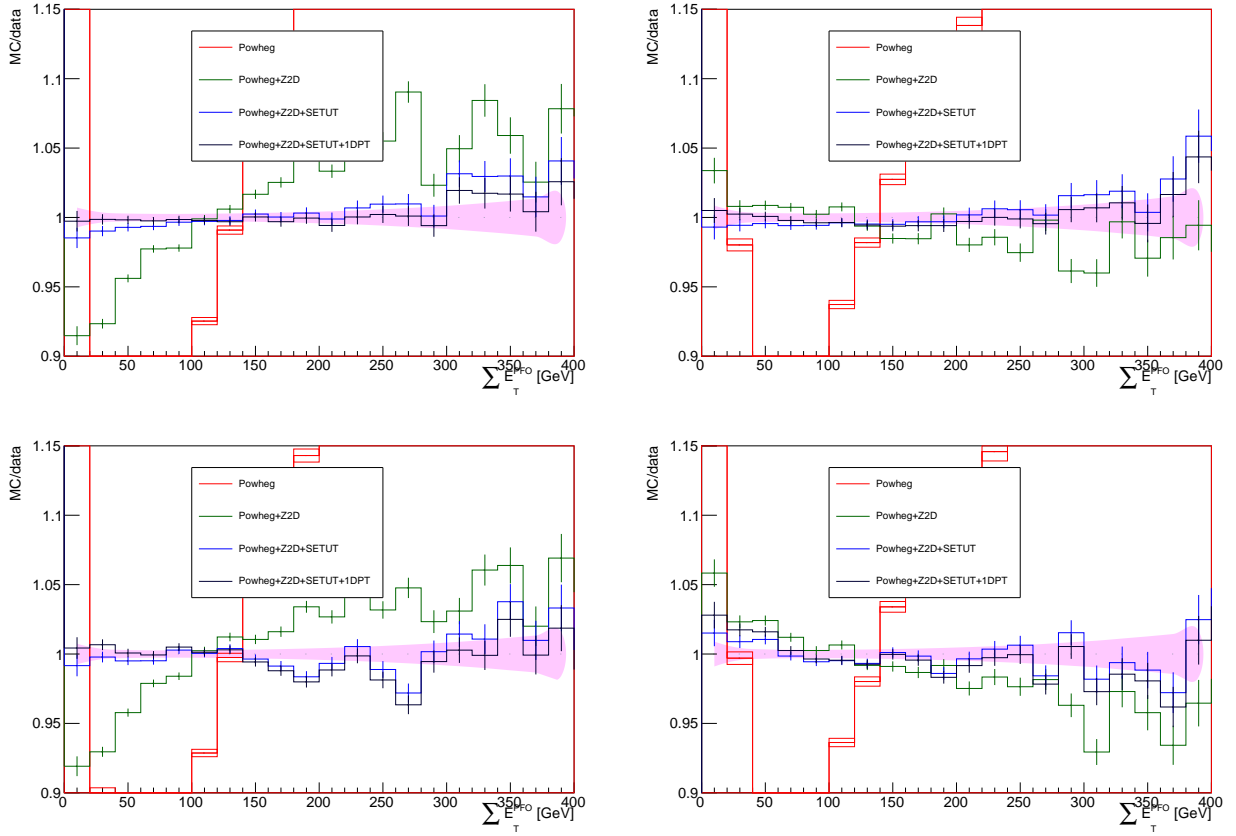 MC/data
1.15
1.1
1.05
1
0.95
0.9
Powheg
Powheg+Z2D
Powheg+Z2D+SETUT
Powheg+Z2D+SETUT+1DPT
0 50 100 150 200 250 300 350 400
∑ E_T^PFO [GeV]
MC/data
1.15
1.1
1.05
1
0.95
0.9
Powheg
Powheg+Z2D
Powheg+Z2D+SETUT
Powheg+Z2D+SETUT+1DPT
0 50 100 150 200 250 300 350 400
∑ E_T^PFO [GeV]
MC/data
1.15
1.1
1.05
1
0.95
0.9
Powheg
Powheg+Z2D
Powheg+Z2D+SETUT
Powheg+Z2D+SETUT+1DPT
0 50 100 150 200 250 300 350 400
∑ E_T^PFO [GeV]
MC/data
1.15
1.1
1.05
1
0.95
0.9
Powheg
Powheg+Z2D
Powheg+Z2D+SETUT
Powheg+Z2D+SETUT+1DPT
0 50 100 150 200 250 300 350 400
∑ E_T^PFO [GeV]